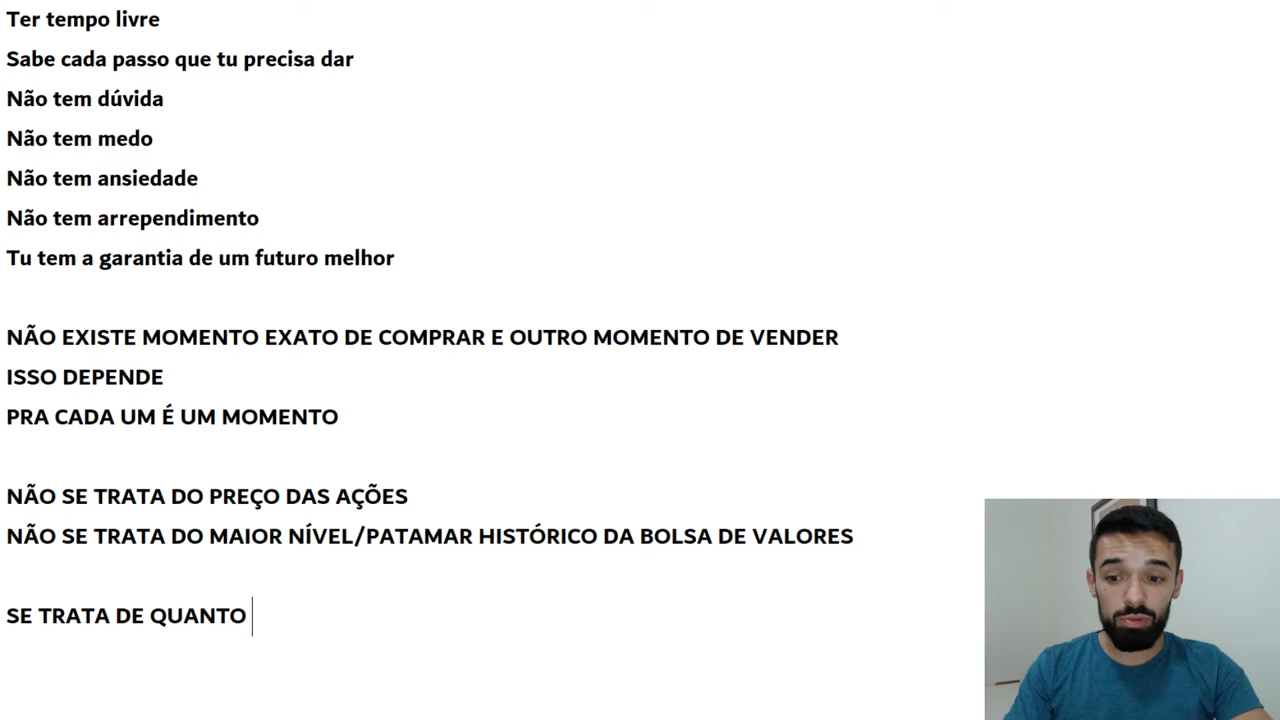 Ter tempo livre
Sabe cada passo que tu precisa dar
Não tem dúvida
Não tem medo
Não tem ansiedade
Não tem arrependimento
Tu tem a garantia de um futuro melhor
NÃO EXISTE MOMENTO EXATO DE COMPRAR E OUTRO MOMENTO DE VENDER
ISSO DEPENDE
PRA CADA UM É UM MOMENTO
NÃO SE TRATA DO PREÇO DAS AÇÕES
NÃO SE TRATA DO MAIOR NÍVEL/PATAMAR HISTÓRICO DA BOLSA DE VALORES
SE TRATA DE QUANTO